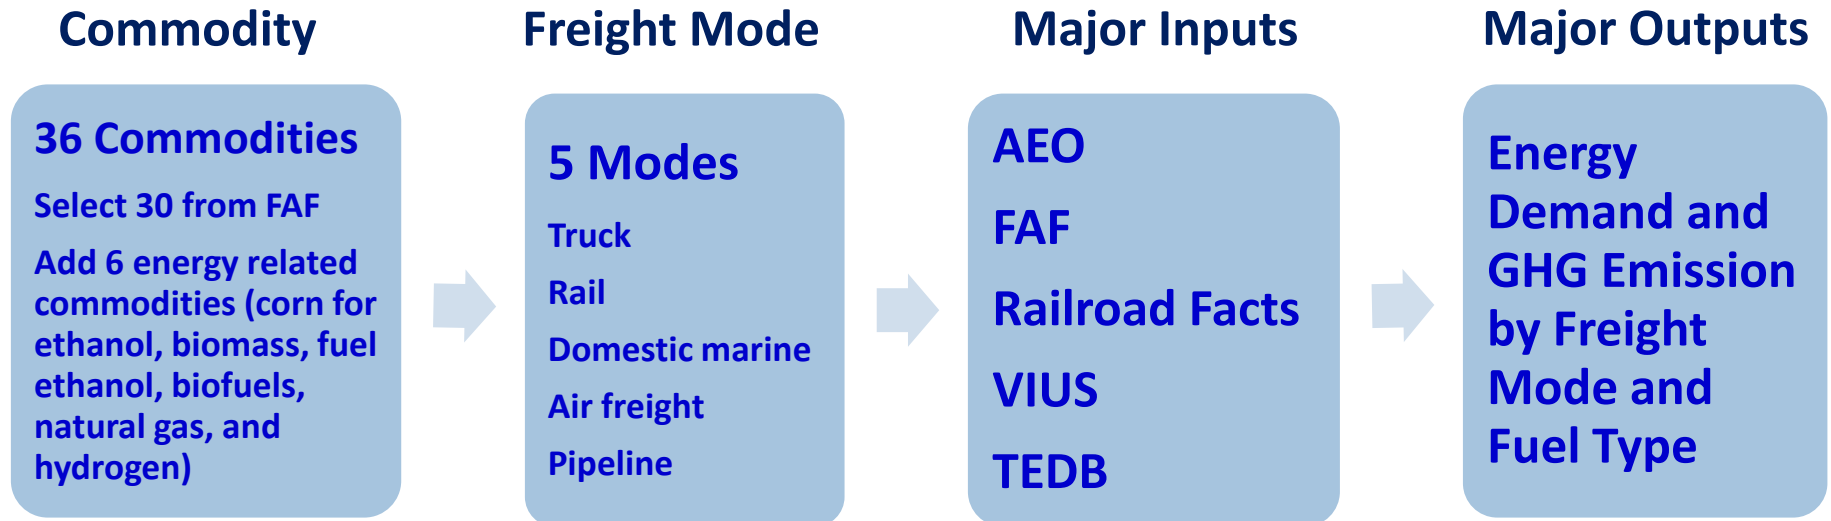 Commodity
36 Commodities
Select 30 from FAF
Add 6 energy related
commodities (corn for
ethanol, biomass, fuel
ethanol, biofuels,
natural gas, and
hydrogen)
Freight Mode
5 Modes
Truck
Rail
Domestic marine
Air freight
Pipeline
Major Inputs
AEO
FAF
Railroad Facts
VIUS
TEDB
Major Outputs
Energy
Demand and
GHG Emission
by Freight
Mode and
Fuel Type